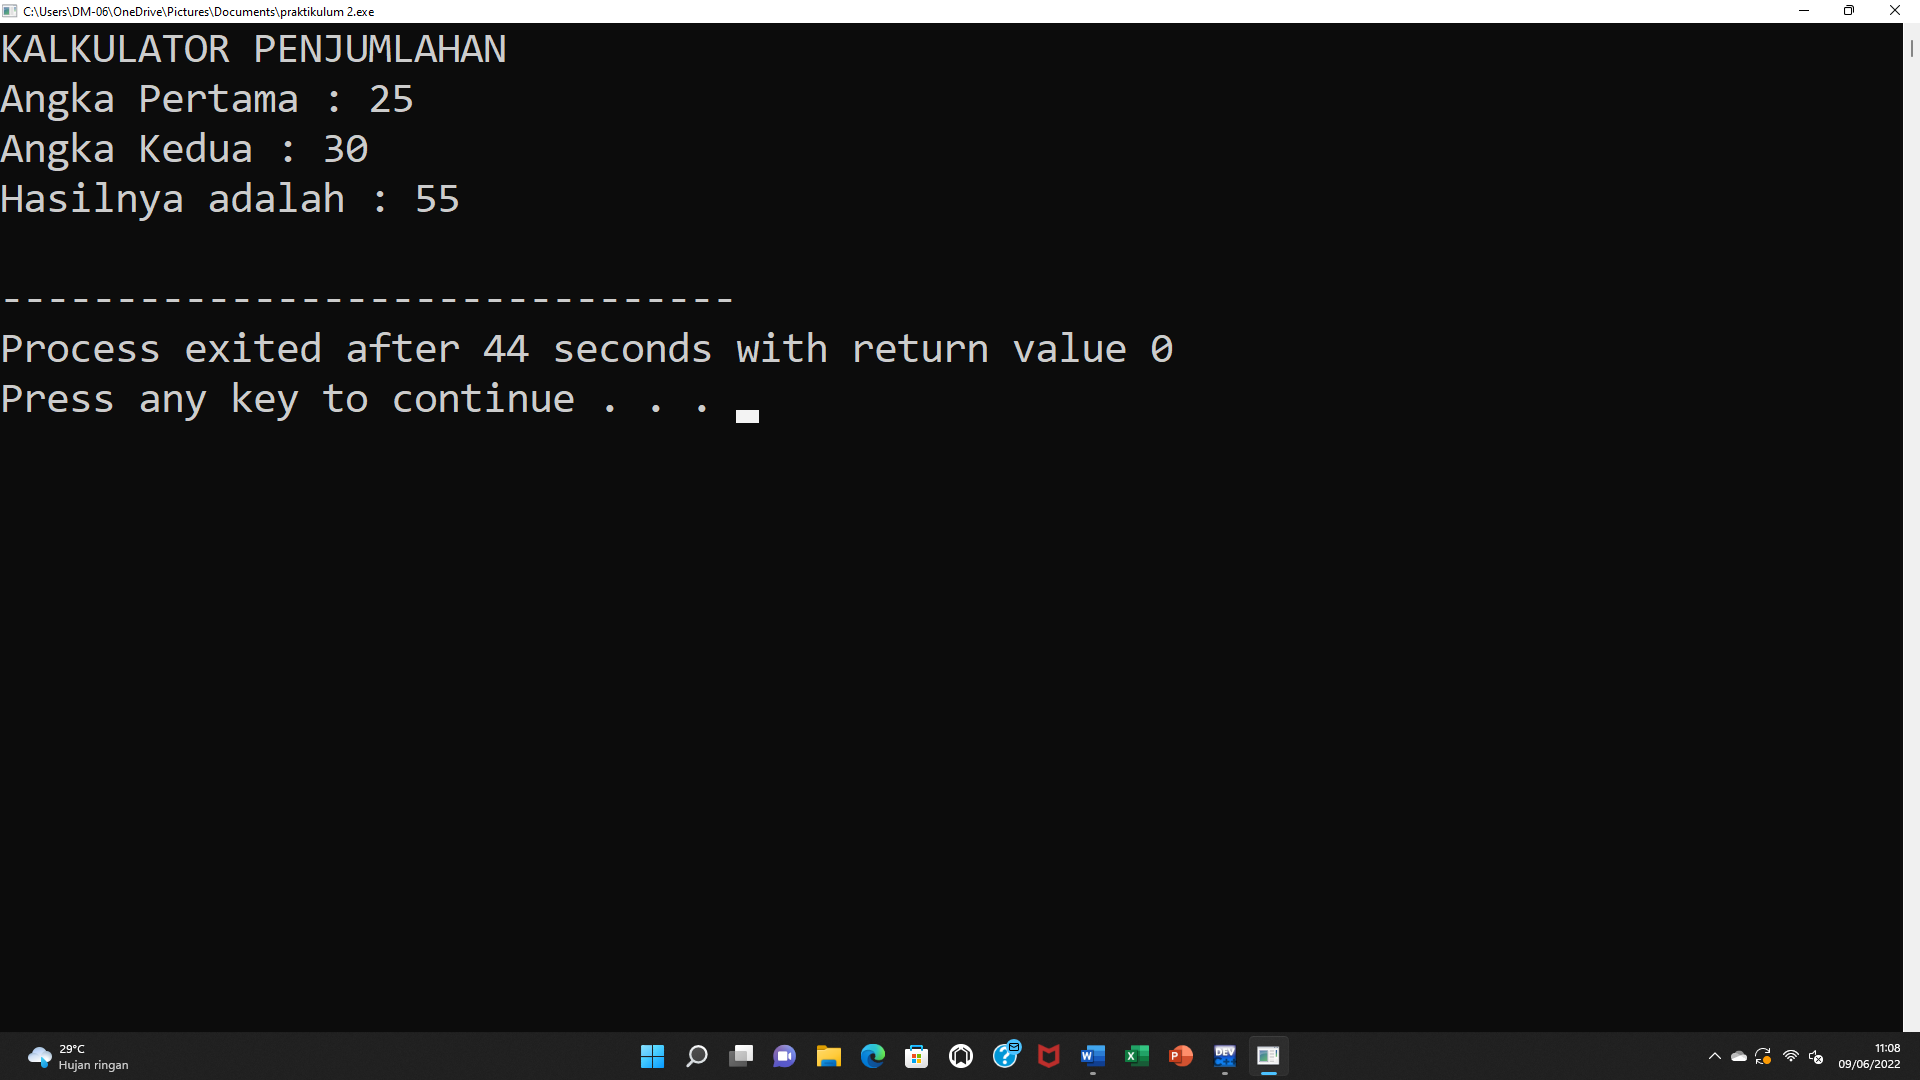 C:\Users\DM-06\OneDrive\Pictures\Documents\praktikulum 2.exe
KALKULATOR PENJUMLAHAN
Angka Pertama : 25
Angka Kedua : 30
Hasilnya adalah : 55
--------------------------------
Process exited after 44 seconds with return value 0
Press any key to continue . . .
29°C
Hujan ringan
DEV
C++
11:08
09/06/2022